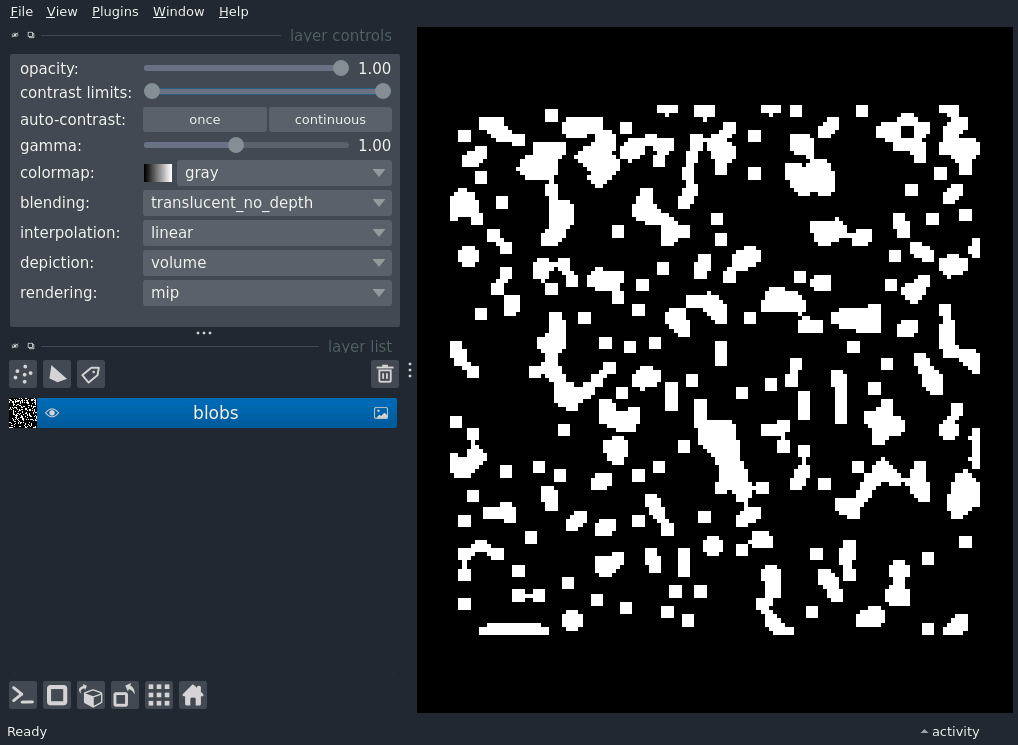 File View Plugins Window Help
layer controls
opacity: 1.00
contrast limits:
auto-contrast: once continuous
gamma: 1.00
colormap: gray
blending: translucent_no_depth
interpolation: linear
depiction: volume
rendering: mip
layer list
blobs
Ready activity